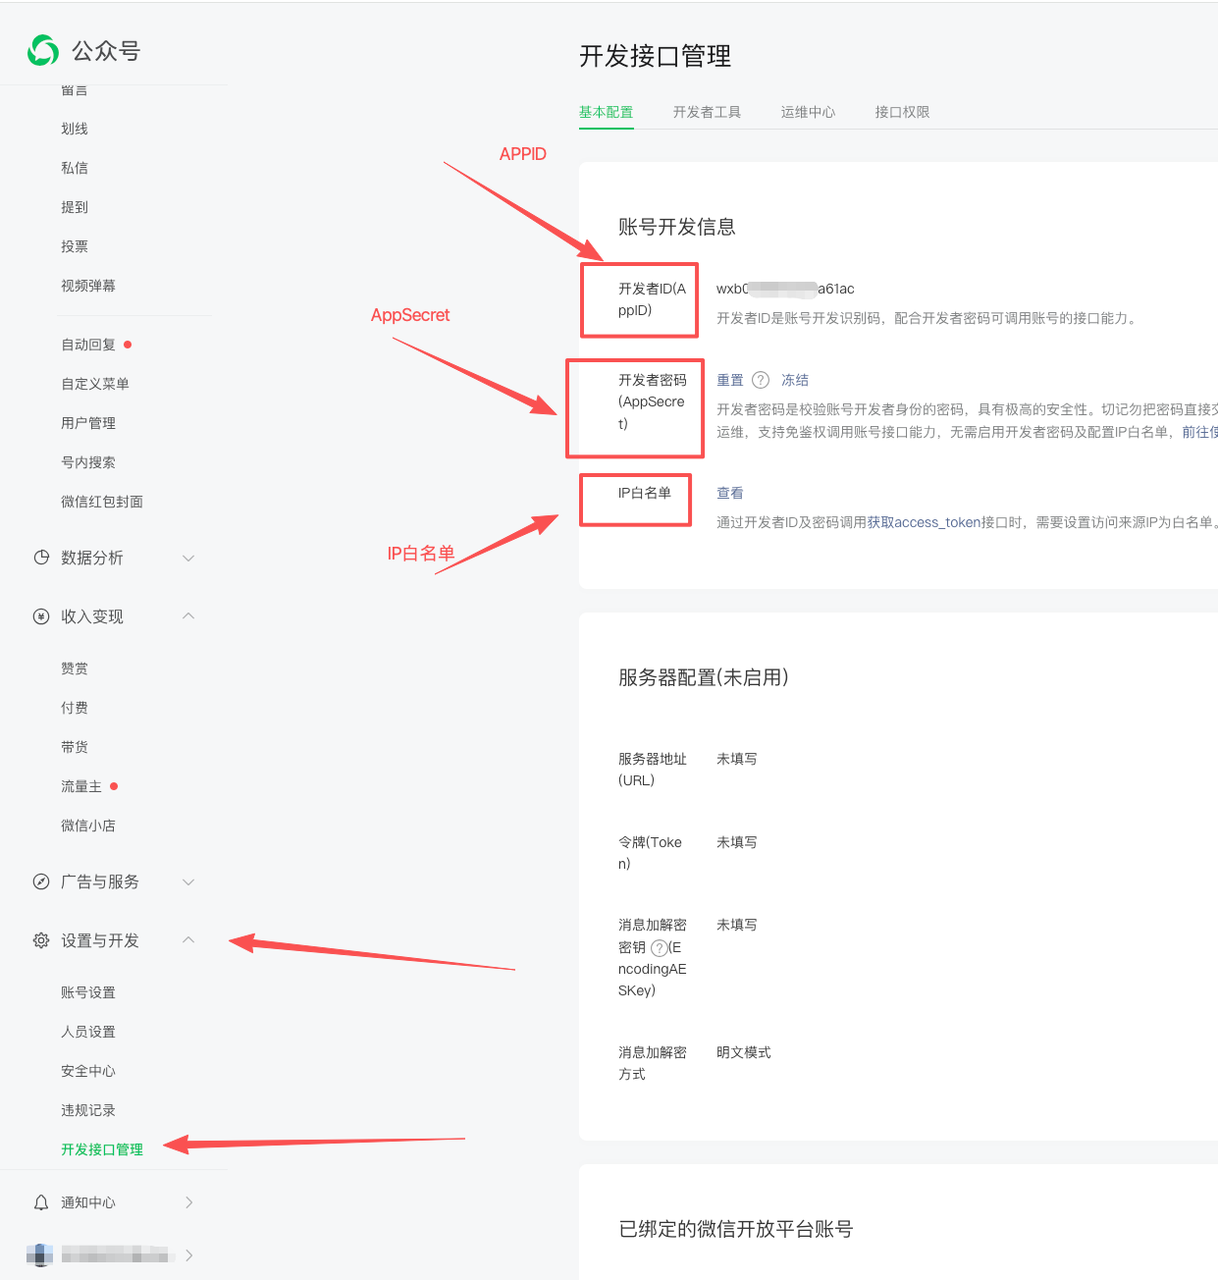 公众号
留言
划线
私信
提到
投票
视频弹幕
自动回复
自定义菜单
用户管理
号内搜索
微信红包封面
数据分析
收入变现
赞赏
付费
带货
流量主
微信小店
广告与服务
设置与开发
账号设置
人员设置
安全中心
违规记录
开发接口管理
通知中心
开发接口管理
基本配置 开发者工具 运维中心 接口权限
APPID
账号开发信息
开发者ID(A
ppID)
wxb0 a61ac
开发者ID是账号开发识别码，配合开发者密码可调用账号的接口能力。
AppSecret
开发者密码
(AppSecre
t)
重置 ? 冻结
开发者密码是校验账号开发者身份的密码，具有极高的安全性。切记勿把密码直接交
运维，支持免鉴权调用账号接口能力，无需启用开发者密码及配置IP白名单，前往使
IP白名单
IP白名单
查看
通过开发者ID及密码调用获取access_token接口时，需要设置访问来源IP为白名单。
服务器配置(未启用)
服务器地址
(URL)
未填写
令牌(Toke
n)
未填写
消息加解密
密钥 ?(E
ncodingAE
SKey)
未填写
消息加解密
方式
明文模式
已绑定的微信开放平台账号